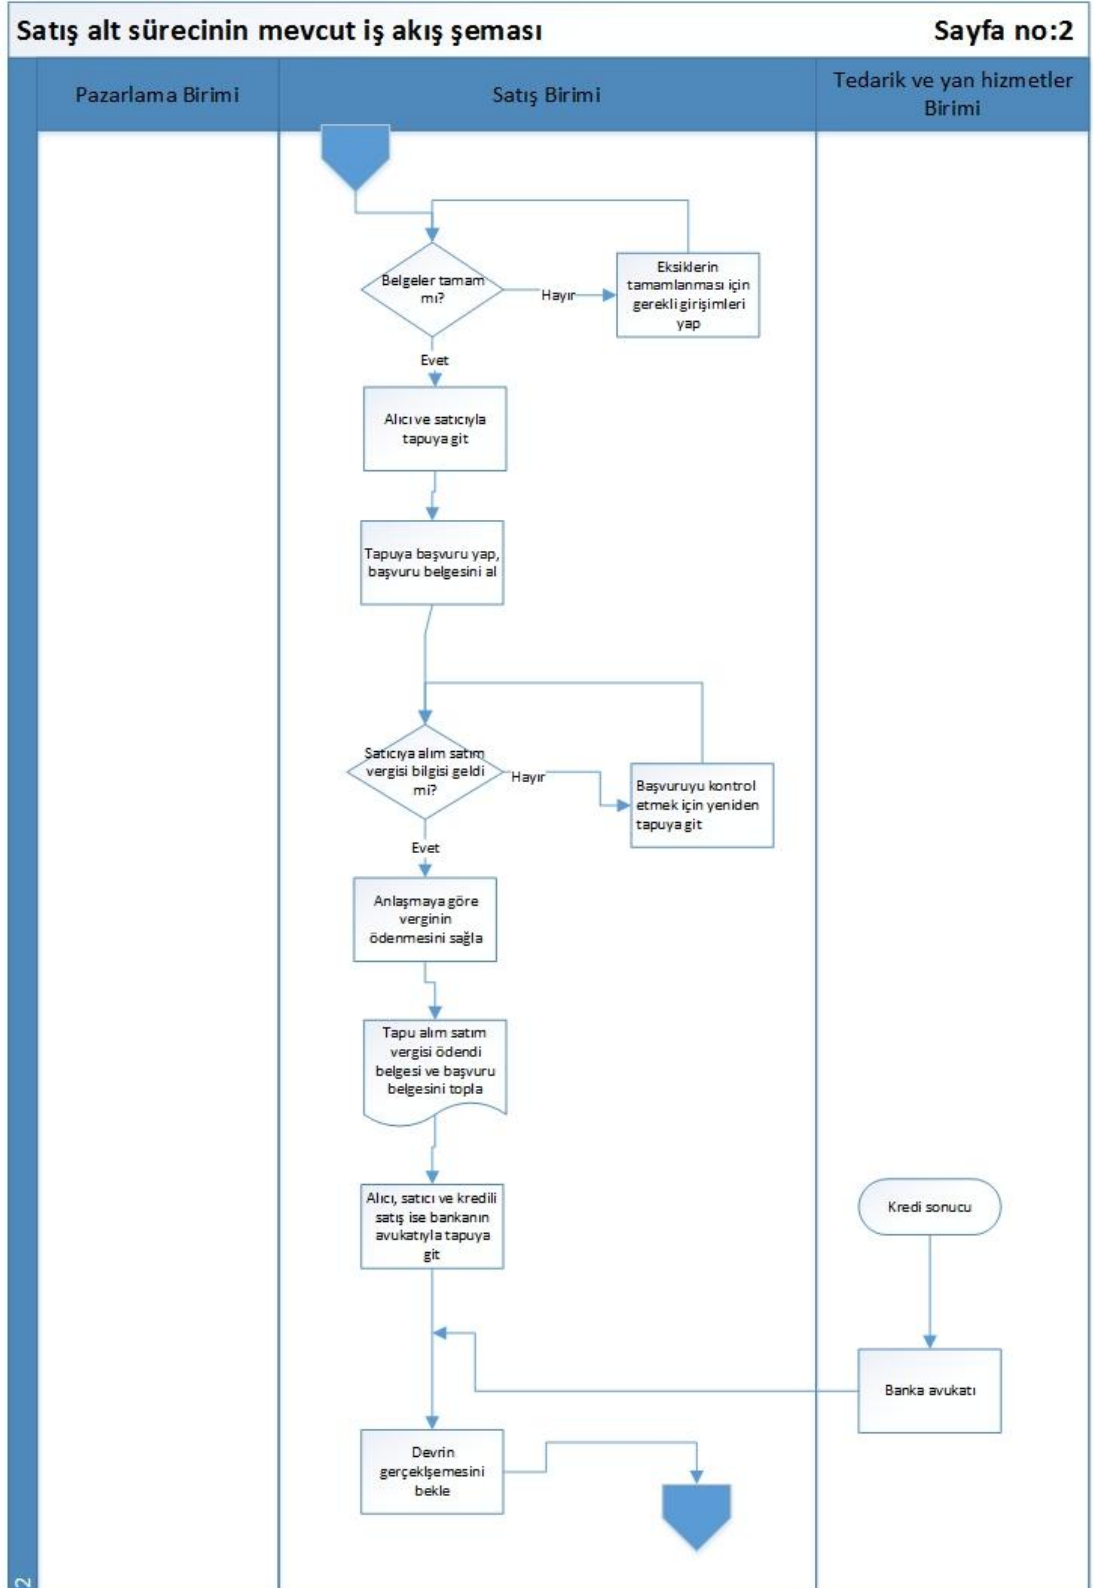 Satış alt sürecinin mevcut iş akış şeması
Sayfa no:2
Pazarlama Birimi
Satış Birimi
Tedarik ve yan hizmetler
Birimi
Belgeler tamam
mı?
Hayır
Eksiklerin
tamamlanması için
gerekli girişimleri
yap
Evet
Alıcı ve satıcıyla
tapuya git
Tapuya başvuru yap,
başvuru belgesini al
Satıcıya alım satım
vergisi bilgisi geldi
mi?
Hayır
Başvuruyu kontrol
etmek için yeniden
tapuya git
Evet
Anlaşmaya göre
verginin
ödenmesini sağla
Tapu alım satım
vergisi ödendi
belgesi ve başvuru
belgesini topla
Alıcı, satıcı ve kredili
satış ise bankanın
avukatıyla tapuya
git
Kredi sonucu
Banka avukatı
Devrin
gerçeklşemesini
bekle
2